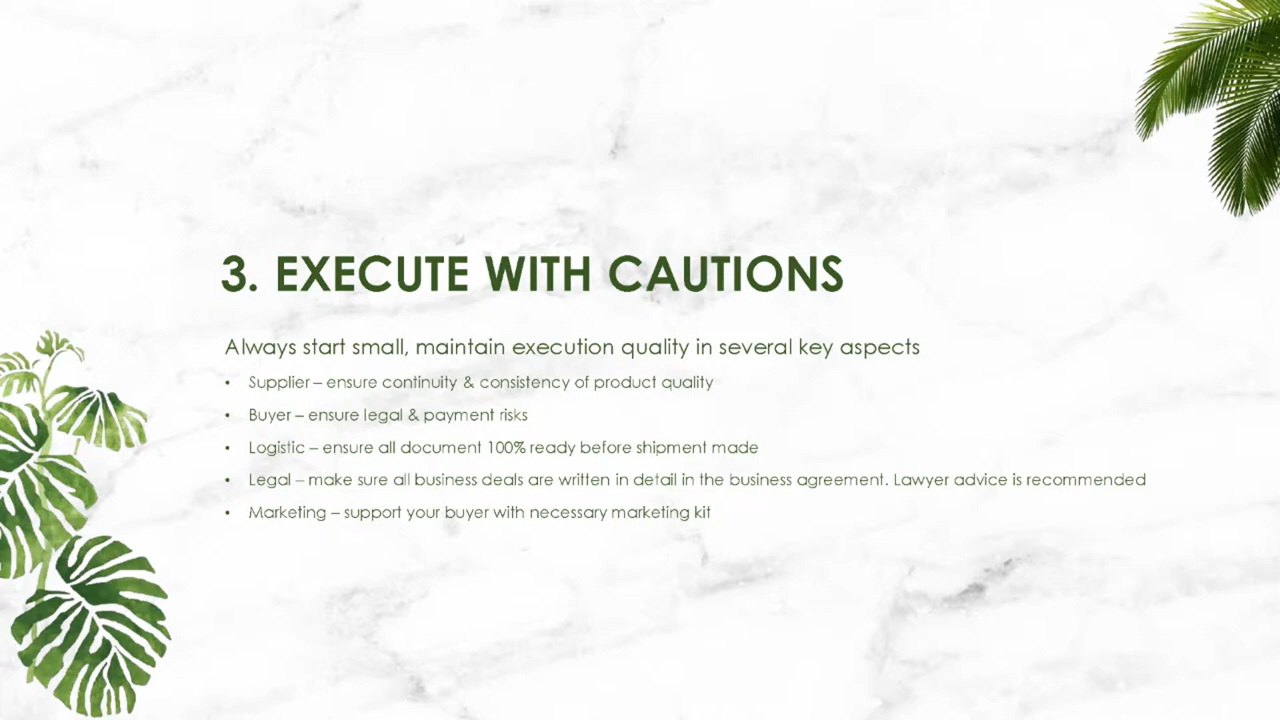 3. EXECUTE WITH CAUTIONS
Always start small, maintain execution quality in several key aspects
• Supplier – ensure continuity & consistency of product quality
• Buyer – ensure legal & payment risks
• Logistic – ensure all document 100% ready before shipment made
• Legal – make sure all business deals are written in detail in the business agreement. Lawyer advice is recommended
• Marketing – support your buyer with necessary marketing kit